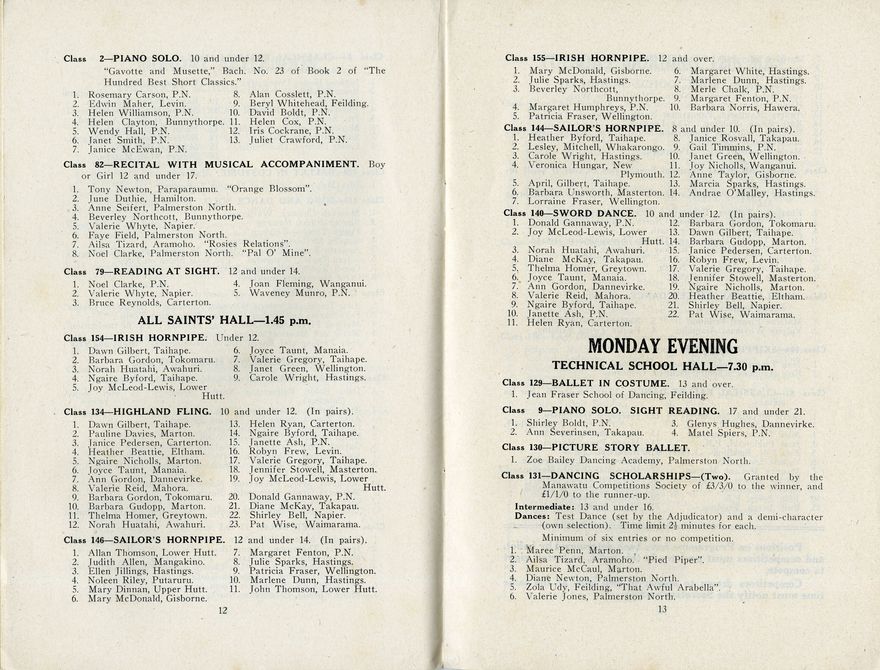 Class 2—PIANO SOLO. 10 and under 12.
"Gavotte and Musette," Bach. No. 23 of Book 2 of "The
Hundred Best Short Classics."
1. Rosemary Carson, P.N.
2. Edwin Maher, Levin.
3. Helen Williamson, P.N.
4. Helen Clayton, Bunnythorpe.
5. Wendy Hall, P.N.
6. Janet Smith, P.N.
7. Janice McEwan, P.N.
8. Alan Cosslett, P.N.
9. Beryl Whitehead, Feilding.
10. David Boldt, P.N.
11. Helen Cox, P.N.
12. Iris Cockrane, P.N.
13. Juliet Crawford, P.N.
Class 82—RECITAL WITH MUSICAL ACCOMPANIMENT. Boy
or Girl 12 and under 17.
1. Tony Newton, Paraparaumu. "Orange Blossom".
2. June Duthie, Hamilton.
3. Anne Seifert, Palmerston North.
4. Beverley Northcott, Bunnythorpe.
5. Valerie Whyte, Napier.
6. Faye Field, Palmerston North.
7. Ailsa Tizard, Aramoho. "Rosies Relations".
8. Noel Clarke, Palmerston North. "Pal O' Mine".
Class 79—READING AT SIGHT. 12 and under 14.
1. Noel Clarke, P.N.
2. Valerie Whyte, Napier.
3. Bruce Reynolds, Carterton.
4. Joan Fleming, Wanganui.
5. Waveney Munro, P.N.
ALL SAINTS' HALL—1.45 p.m.
Class 154—IRISH HORNPIPE. Under 12.
1. Dawn Gilbert, Taihape.
2. Barbara Gordon, Tokomaru.
3. Norah Huatahi, Awahuri.
4. Ngaire Byford, Taihape.
5. Joy McLeod-Lewis, Lower
Hutt.
6. Joyce Taunt, Manaia.
7. Valerie Gregory, Taihape.
8. Janet Green, Wellington.
9. Carole Wright, Hastings.
Class 134—HIGHLAND FLING. 10 and under 12. (In pairs).
1. Dawn Gilbert, Taihape.
2. Pauline Davies, Marton.
3. Janice Pedersen, Carterton.
4. Heather Beattie, Eltham.
5. Ngaire Nicholls, Marton.
6. Joyce Taunt, Manaia.
7. Ann Gordon, Dannevirke.
8. Valerie Reid, Mahora.
9. Barbara Gordon, Tokomaru.
10. Barbara Gudopp, Marton.
11. Thelma Homer, Greytown.
12. Norah Huatahi, Awahuri.
13. Helen Ryan, Carterton.
14. Ngaire Byford, Taihape.
15. Janette Ash, P.N.
16. Robyn Frew, Levin.
17. Valerie Gregory, Taihape.
18. Jennifer Stowell, Masterton.
19. Joy McLeod-Lewis, Lower
Hutt.
20. Donald Gannaway, P.N.
21. Diane McKay, Takapau.
22. Shirley Bell, Napier.
23. Pat Wise, Waimarama.
Class 146—SAILOR'S HORNPIPE. 12 and under 14. (In pairs).
1. Allan Thomson, Lower Hutt.
2. Judith Allen, Mangakino.
3. Ellen Jillings, Hastings.
4. Noleen Riley, Putaruru.
5. Mary Dinnan, Upper Hutt.
6. Mary McDonald, Gisborne.
7. Margaret Fenton, P.N.
8. Julie Sparks, Hastings.
9. Patricia Fraser, Wellington.
10. Marlene Dunn, Hastings.
11. John Thomson, Lower Hutt.
12
Class 155—IRISH HORNPIPE. 12 and over.
1. Mary McDonald, Gisborne.
2. Julie Sparks, Hastings.
3. Beverley Northcott,
Bunnythorpe.
4. Margaret Humphreys, P.N.
5. Patricia Fraser, Wellington.
6. Margaret White, Hastings.
7. Marlene Dunn, Hastings.
8. Merle Chalk, P.N.
9. Margaret Fenton, P.N.
10. Barbara Norris, Hawera.
Class 144—SAILOR'S HORNPIPE. 8 and under 10. (In pairs).
1. Heather Byford, Taihape.
2. Lesley, Mitchell, Whakarongo.
3. Carole Wright, Hastings.
4. Veronica Hungar, New
Plymouth.
5. April, Gilbert, Taihape.
6. Barbara Unsworth, Masterton.
7. Lorraine Fraser, Wellington.
8. Janice Rosvall, Takapau.
9. Gail Timmins, P.N.
10. Janet Green, Wellington.
11. Joy Nicholls, Wanganui.
12. Anne Taylor, Gisborne.
13. Marcia Sparks, Hastings.
14. Andrae O'Malley, Hastings.
Class 140—SWORD DANCE. 10 and under 12. (In pairs).
1. Donald Gannaway, P.N.
2. Joy McLeod-Lewis, Lower
Hutt.
3. Norah Huatahi, Awahuri.
4. Diane McKay, Takapau.
5. Thelma Homer, Greytown.
6. Joyce Taunt, Manaia.
7. Ann Gordon, Dannevirke.
8. Valerie Reid, Mahora.
9. Ngaire Byford, Taihape.
10. Janette Ash, P.N.
11. Helen Ryan, Carterton.
12. Barbara Gordon, Tokomaru.
13. Dawn Gilbert, Taihape.
14. Barbara Gudopp, Marton.
15. Janice Pedersen, Carterton.
16. Robyn Frew, Levin.
17. Valerie Gregory, Taihape.
18. Jennifer Stowell, Masterton.
19. Ngaire Nicholls, Marton.
20. Heather Beattie, Eltham.
21. Shirley Bell, Napier.
22. Pat Wise, Waimarama.
MONDAY EVENING
TECHNICAL SCHOOL HALL—7.30 p.m.
Class 129—BALLET IN COSTUME. 13 and over.
1. Jean Fraser School of Dancing, Feilding.
Class 9—PIANO SOLO. SIGHT READING. 17 and under 21.
1. Shirley Boldt, P.N.
2. Ann Severinsen, Takapau.
3. Glenys Hughes, Dannevirke.
4. Matel Spiers, P.N.
Class 130—PICTURE STORY BALLET.
1. Zoe Bailey Dancing Academy, Palmerston North.
Class 131—DANCING SCHOLARSHIPS—(Two). Granted by the
Manawatu Competitions Society of £3/3/0 to the winner, and
£1/1/0 to the runner-up.
Intermediate: 13 and under 16.
Dances: Test Dance (set by the Adjudicator) and a demi-character
(own selection). Time limit 2½ minutes for each.
Minimum of six entries or no competition.
1. Maree Penn, Marton.
2. Ailsa Tizard, Aramoho. "Pied Piper".
3. Maurice McCaul, Marton.
4. Diane Newton, Palmerston North.
5. Zola Udy, Feilding, "That Awful Arabella".
6. Valerie Jones, Palmerston North.
13